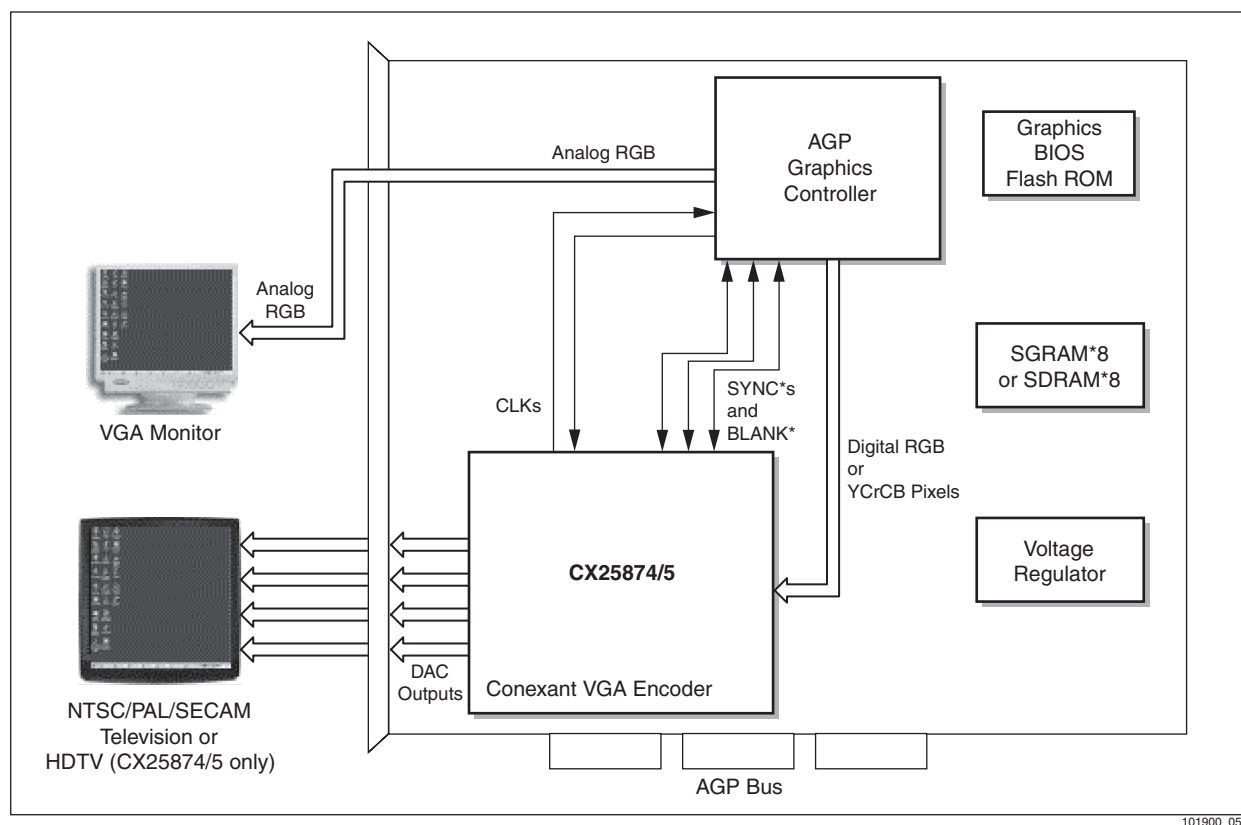 Analog RGB
AGP
Graphics
Controller
Graphics
BIOS
Flash ROM
Analog
RGB
VGA Monitor
CLKs
SYNC*s
and
BLANK*
SGRAM*8
or SDRAM*8
Digital RGB
or
YCrCB Pixels
CX25874/5
Voltage
Regulator
DAC
Outputs
Conexant VGA Encoder
NTSC/PAL/SECAM
Television or
HDTV (CX25874/5 only)
AGP Bus
101900_05